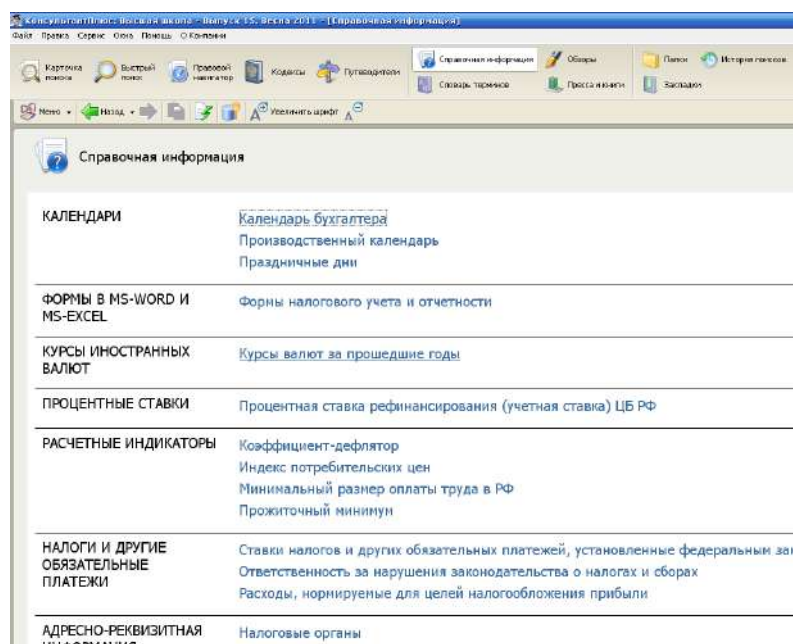 КонсультантПлюс: Высшая школа - Выпуск 15. Весна 2011 - [Справочная информация]
Файл Правка Сервис Окна Помощь О Компании
Карточка поиска Быстрый поиск Правовой навигатор Кодексы Путеводители Справочная информация Обзоры Папки История поисков
Словарь терминов Пресса и книги Закладки
Меню Назад Увеличить шрифт
Справочная информация
КАЛЕНДАРИ Календарь бухгалтера
Производственный календарь
Праздничные дни
ФОРМЫ В MS-WORD И Формы налогового учета и отчетности
MS-EXCEL
КУРСЫ ИНОСТРАННЫХ Курсы валют за прошедшие годы
ВАЛЮТ
ПРОЦЕНТНЫЕ СТАВКИ Процентная ставка рефинансирования (учетная ставка) ЦБ РФ
РАСЧЕТНЫЕ ИНДИКАТОРЫ Коэффициент-дефлятор
Индекс потребительских цен
Минимальный размер оплаты труда в РФ
Прожиточный минимум
НАЛОГИ И ДРУГИЕ Ставки налогов и других обязательных платежей, установленные федеральным зак
ОБЯЗАТЕЛЬНЫЕ Ответственность за нарушения законодательства о налогах и сборах
ПЛАТЕЖИ Расходы, нормируемые для целей налогообложения прибыли
АДРЕСНО-РЕКВИЗИТНАЯ Налоговые органы